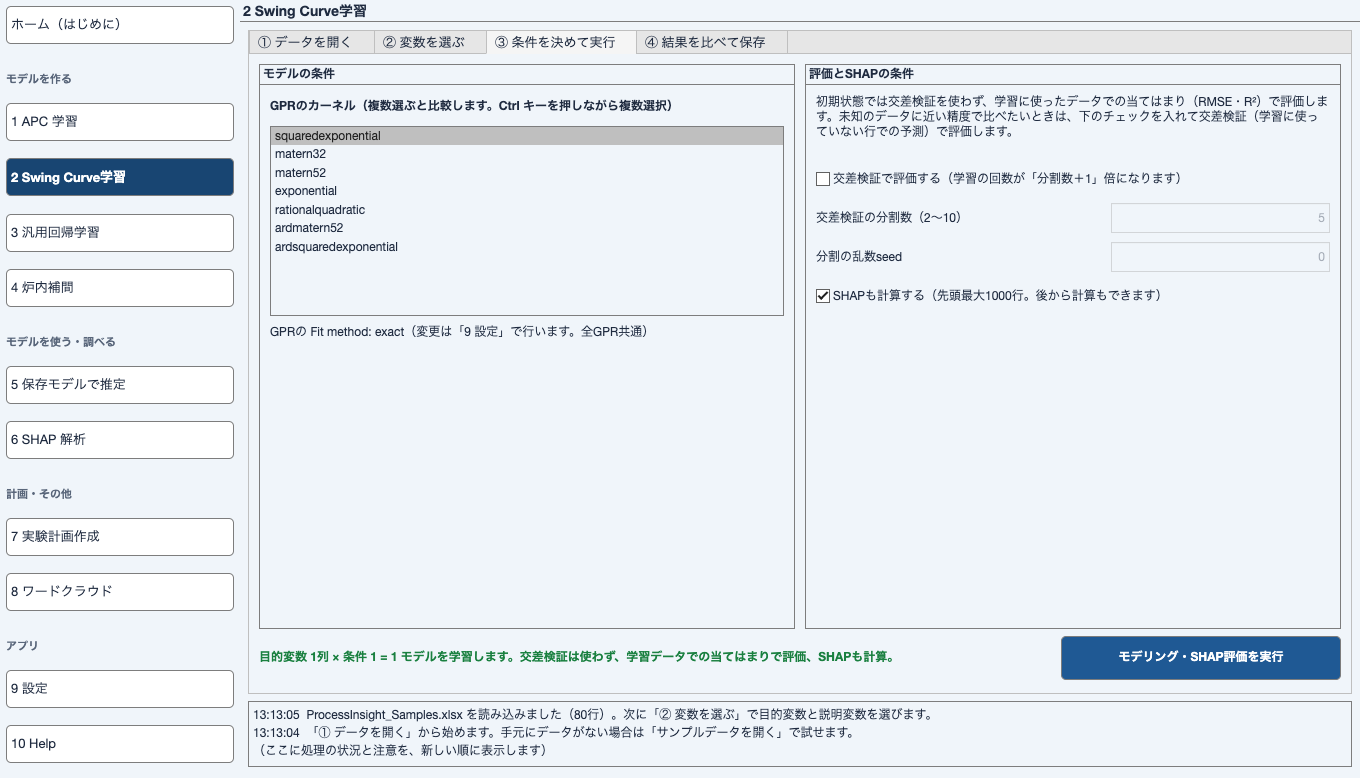 ホーム（はじめに）
モデルを作る
1 APC 学習
2 Swing Curve学習
3 汎用回帰学習
4 炉内補間
モデルを使う・調べる
5 保存モデルで推定
6 SHAP 解析
計画・その他
7 実験計画作成
8 ワードクラウド
アプリ
9 設定
10 Help
2 Swing Curve学習
① データを開く
② 変数を選ぶ
③ 条件を決めて実行
④ 結果を比べて保存
モデルの条件
GPRのカーネル（複数選ぶと比較します。Ctrl キーを押しながら複数選択）
squaredexponential
matern32
matern52
exponential
rationalquadratic
ardmatern52
ardsquaredexponential
GPRの Fit method: exact（変更は「9 設定」で行います。全GPR共通）
評価とSHAPの条件
初期状態では交差検証を使わず、学習に使ったデータでの当てはまり（RMSE・R²）で評価しま
す。未知のデータに近い精度で比べたいときは、下のチェックを入れて交差検証（学習に使っ
ていない行での予測）で評価します。
交差検証で評価する（学習の回数が「分割数＋1」倍になります）
交差検証の分割数（2〜10）
5
分割の乱数seed
0
SHAPも計算する（先頭最大1000行。後から計算もできます）
目的変数 1列 × 条件 1 = 1 モデルを学習します。交差検証は使わず、学習データでの当てはまりで評価、SHAPも計算。
モデリング・SHAP評価を実行
13:13:05 ProcessInsight_Samples.xlsx を読み込みました（80行）。次に「② 変数を選ぶ」で目的変数と説明変数を選びます。
13:13:04 「① データを開く」から始めます。手元にデータがない場合は「サンプルデータを開く」で試せます。
（ここに処理の状況と注意を、新しい順に表示します）